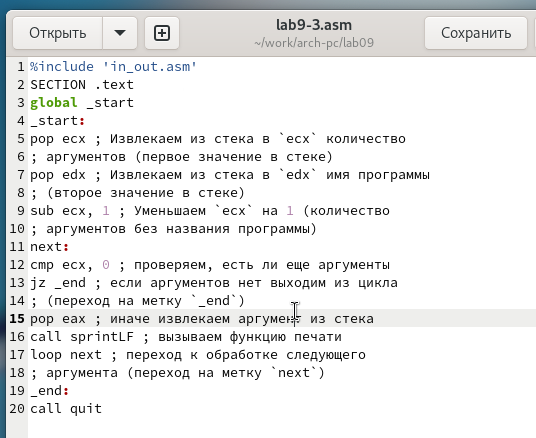 Открыть
lab9-3.asm
~/work/arch-pc/lab09
Сохранить
1 %include 'in_out.asm'
2 SECTION .text
3 global _start
4 _start:
5 pop ecx ; Извлекаем из стека в `ecx` количество
6 ; аргументов (первое значение в стеке)
7 pop edx ; Извлекаем из стека в `edx` имя программы
8 ; (второе значение в стеке)
9 sub ecx, 1 ; Уменьшаем `ecx` на 1 (количество
10 ; аргументов без названия программы)
11 next:
12 cmp ecx, 0 ; проверяем, есть ли еще аргументы
13 jz _end ; если аргументов нет выходим из цикла
14 ; (переход на метку `_end`)
15 pop eax ; иначе извлекаем аргумент из стека
16 call sprintLF ; вызываем функцию печати
17 loop next ; переход к обработке следующего
18 ; аргумента (переход на метку `next`)
19 _end:
20 call quit